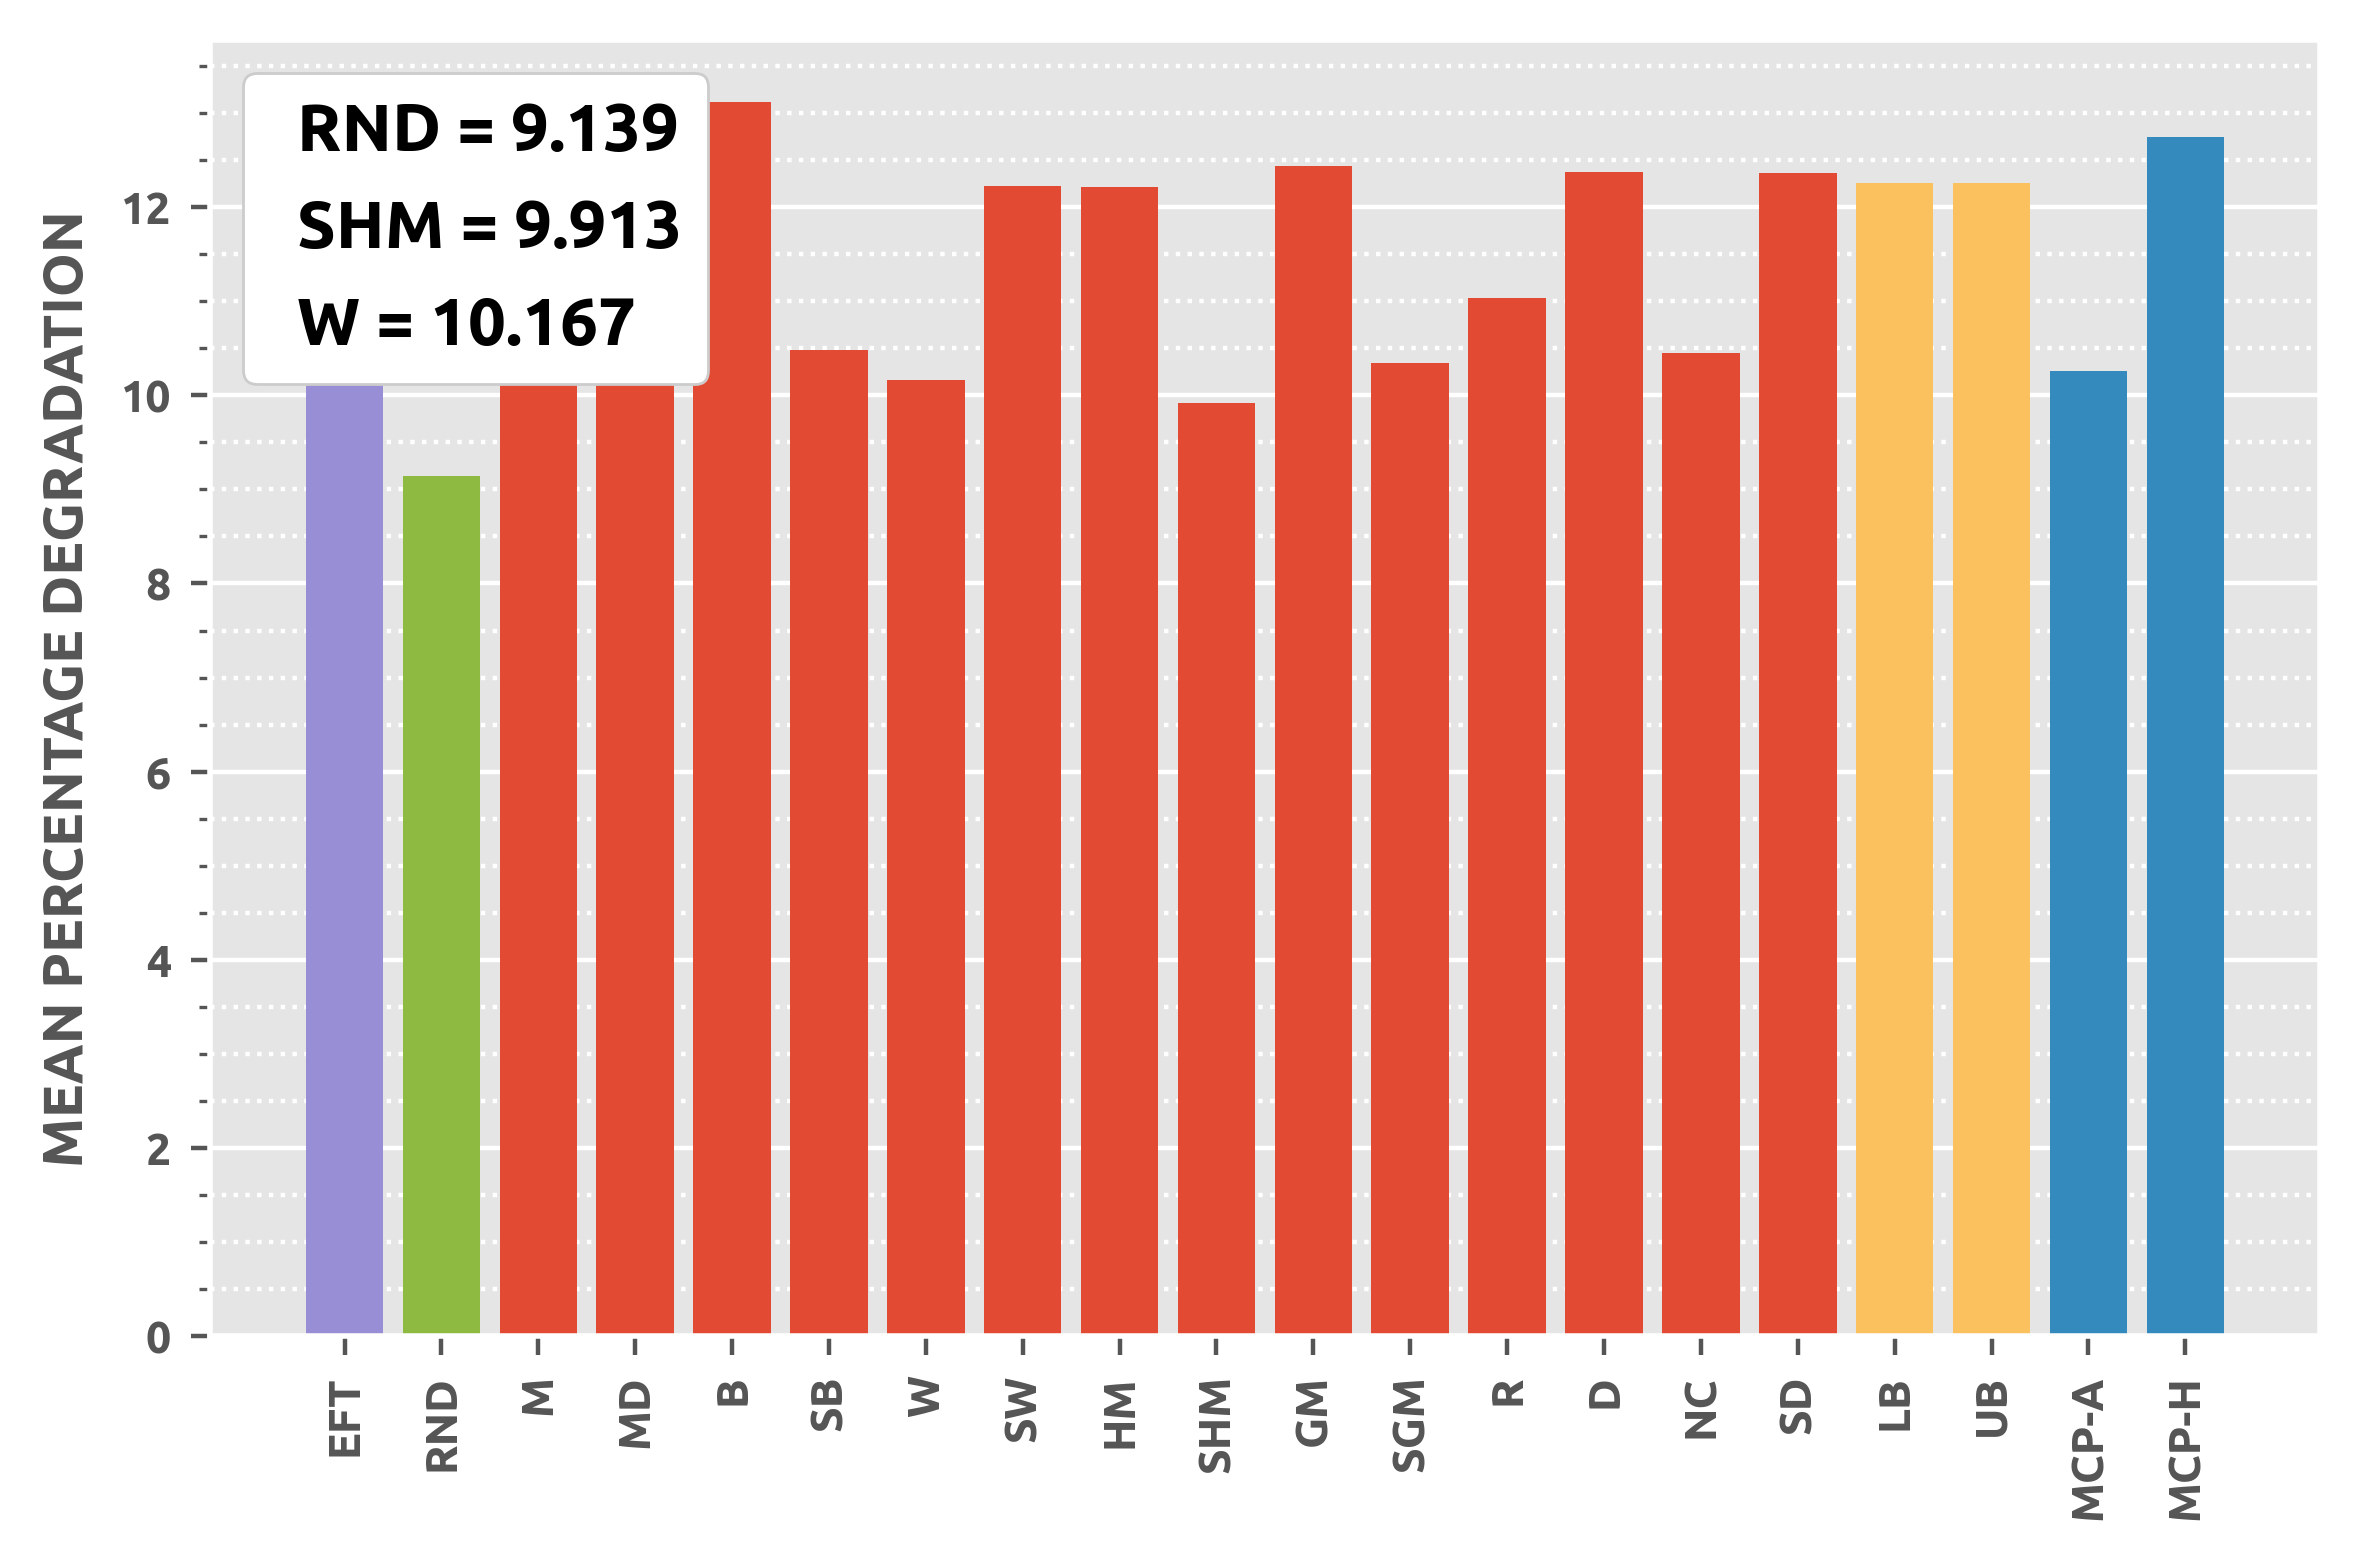 RND = 9.139
SHM = 9.913
W = 10.167
MEAN PERCENTAGE DEGRADATION
12
10
8
6
4
2
0
EFT
RND
M
MD
B
SB
W
SW
HM
SHM
GM
SGM
R
D
NC
SD
LB
UB
MCP-A
MCP-H